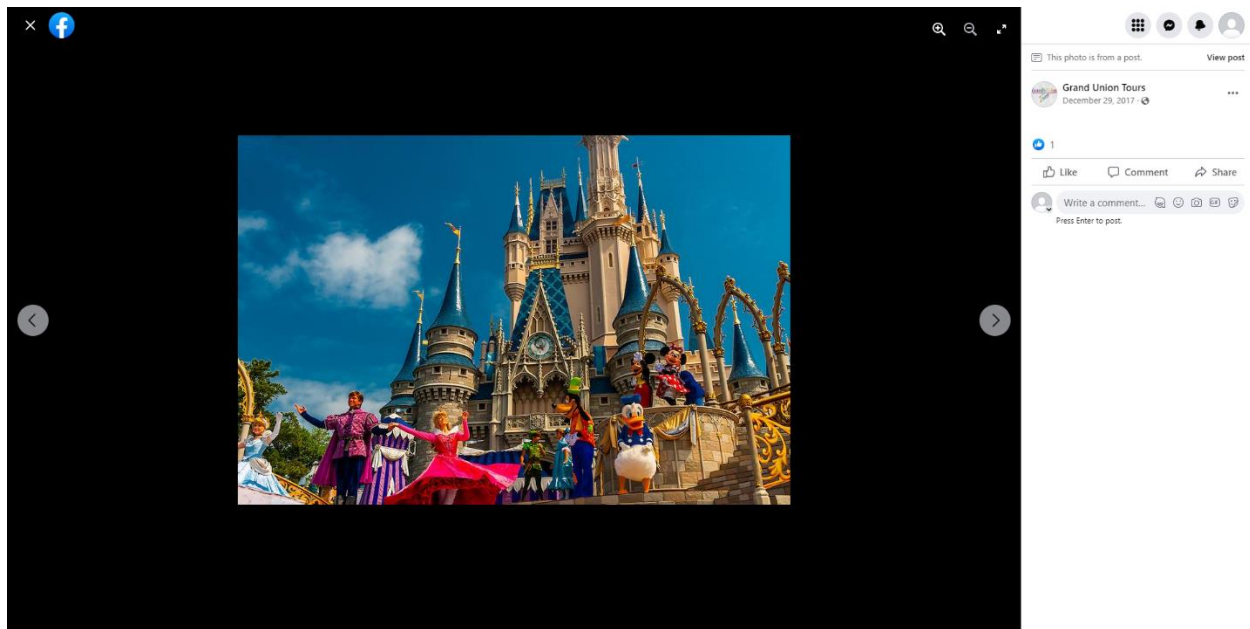 This photo is from a post.
View post
Grand Union Tours
December 29, 2017 ·
1
Like
Comment
Share
Write a comment...
GIF
Press Enter to post.